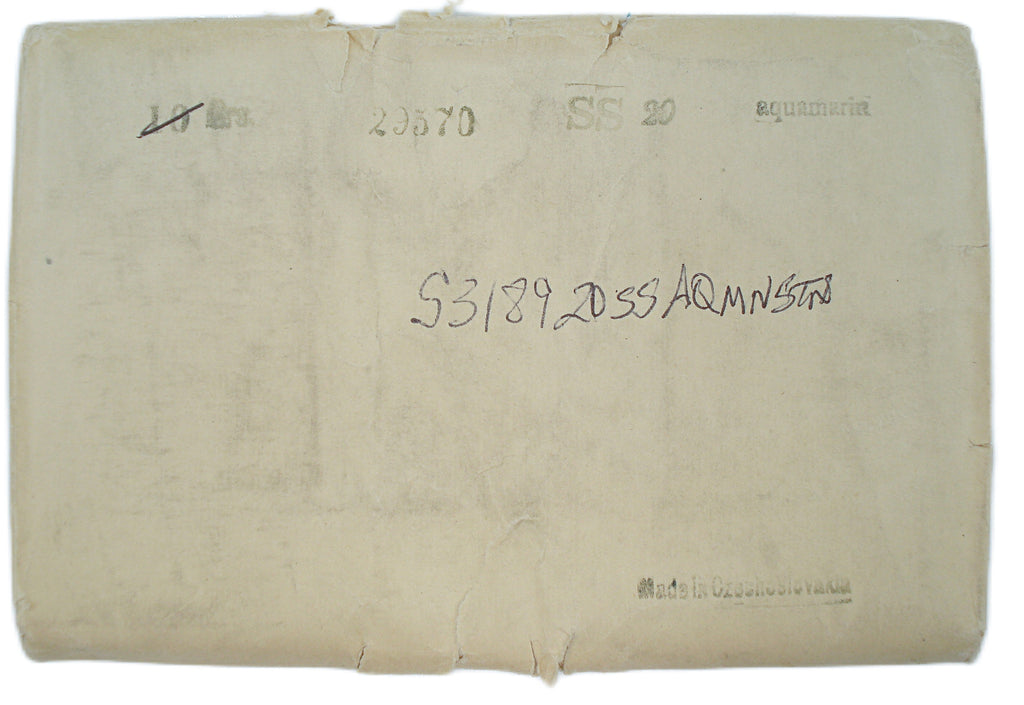 10 Grs. 29570 SS 20 aquamarin
S3189 20SS AQMNSTN
Made in Czechoslovakia